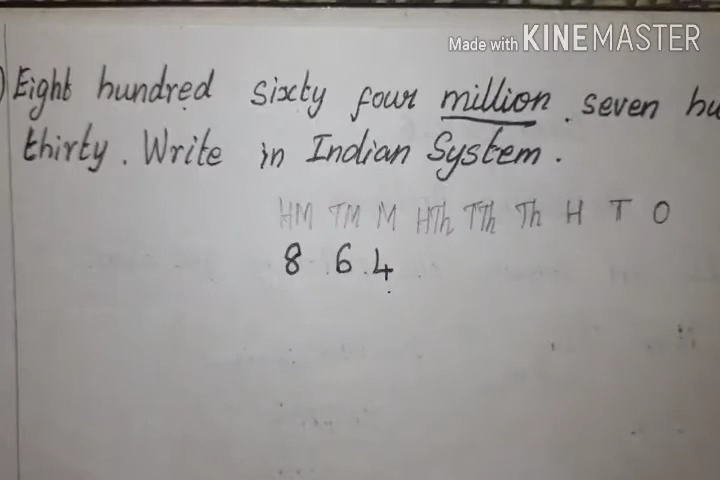 Made with KINEMASTER
Eight hundred sixty four million . seven hu
thirty . Write in Indian System .
HM TM M HTh TTh Th H T O
8 6 4